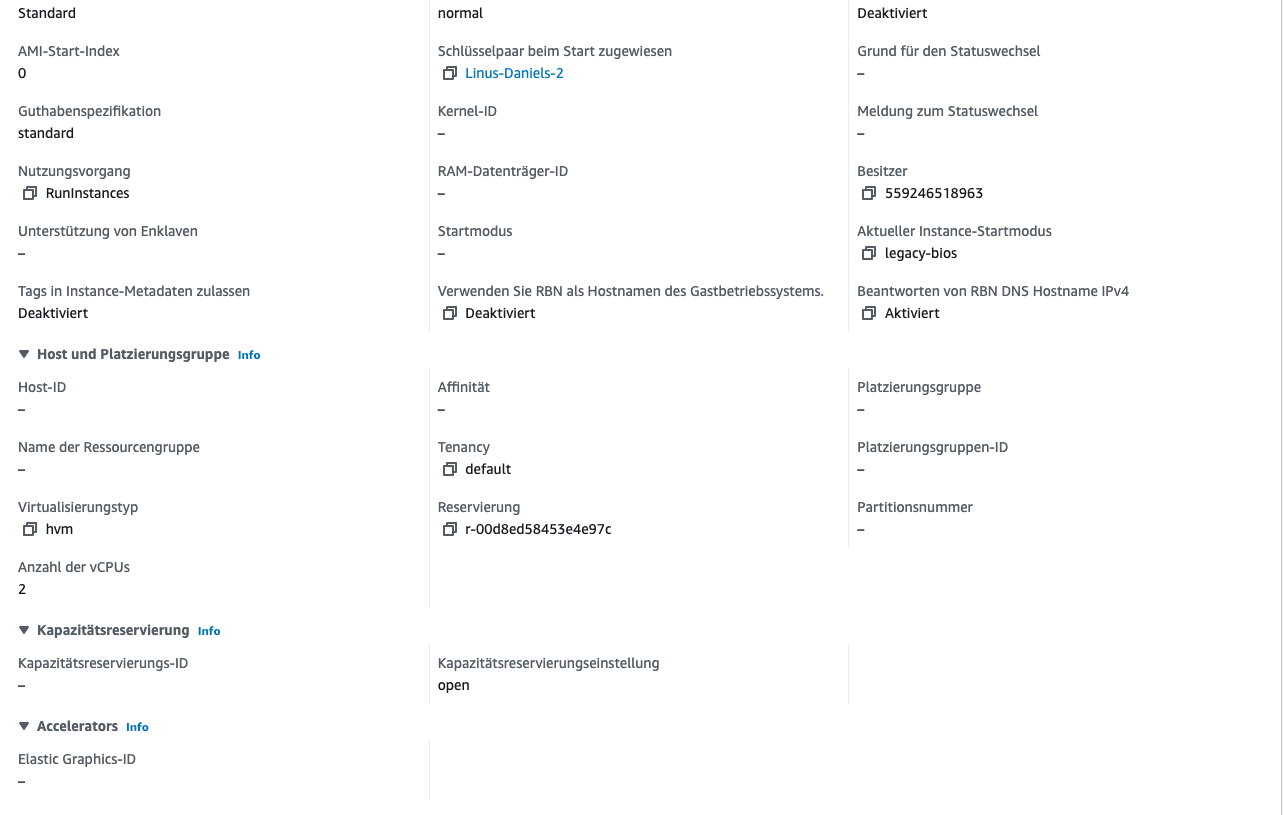 Standard
normal
Deaktiviert
AMI-Start-Index
Schlüsselpaar beim Start zugewiesen
Grund für den Statuswechsel
0
Linus-Daniels-2
–
Guthabenspezifikation
Kernel-ID
Meldung zum Statuswechsel
standard
–
–
Nutzungsvorgang
RAM-Datenträger-ID
Besitzer
RunInstances
–
559246518963
Unterstützung von Enklaven
Startmodus
Aktueller Instance-Startmodus
–
–
legacy-bios
Tags in Instance-Metadaten zulassen
Verwenden Sie RBN als Hostnamen des Gastbetriebssystems.
Beantworten von RBN DNS Hostname IPv4
Deaktiviert
Deaktiviert
Aktiviert
Host und Platzierungsgruppe Info
Host-ID
Affinität
Platzierungsgruppe
–
–
–
Name der Ressourcengruppe
Tenancy
Platzierungsgruppen-ID
–
default
–
Virtualisierungstyp
Reservierung
Partitionsnummer
hvm
r-00d8ed58453e4e97c
–
Anzahl der vCPUs
2
Kapazitätsreservierung Info
Kapazitätsreservierungs-ID
Kapazitätsreservierungseinstellung
–
open
Accelerators Info
Elastic Graphics-ID
–